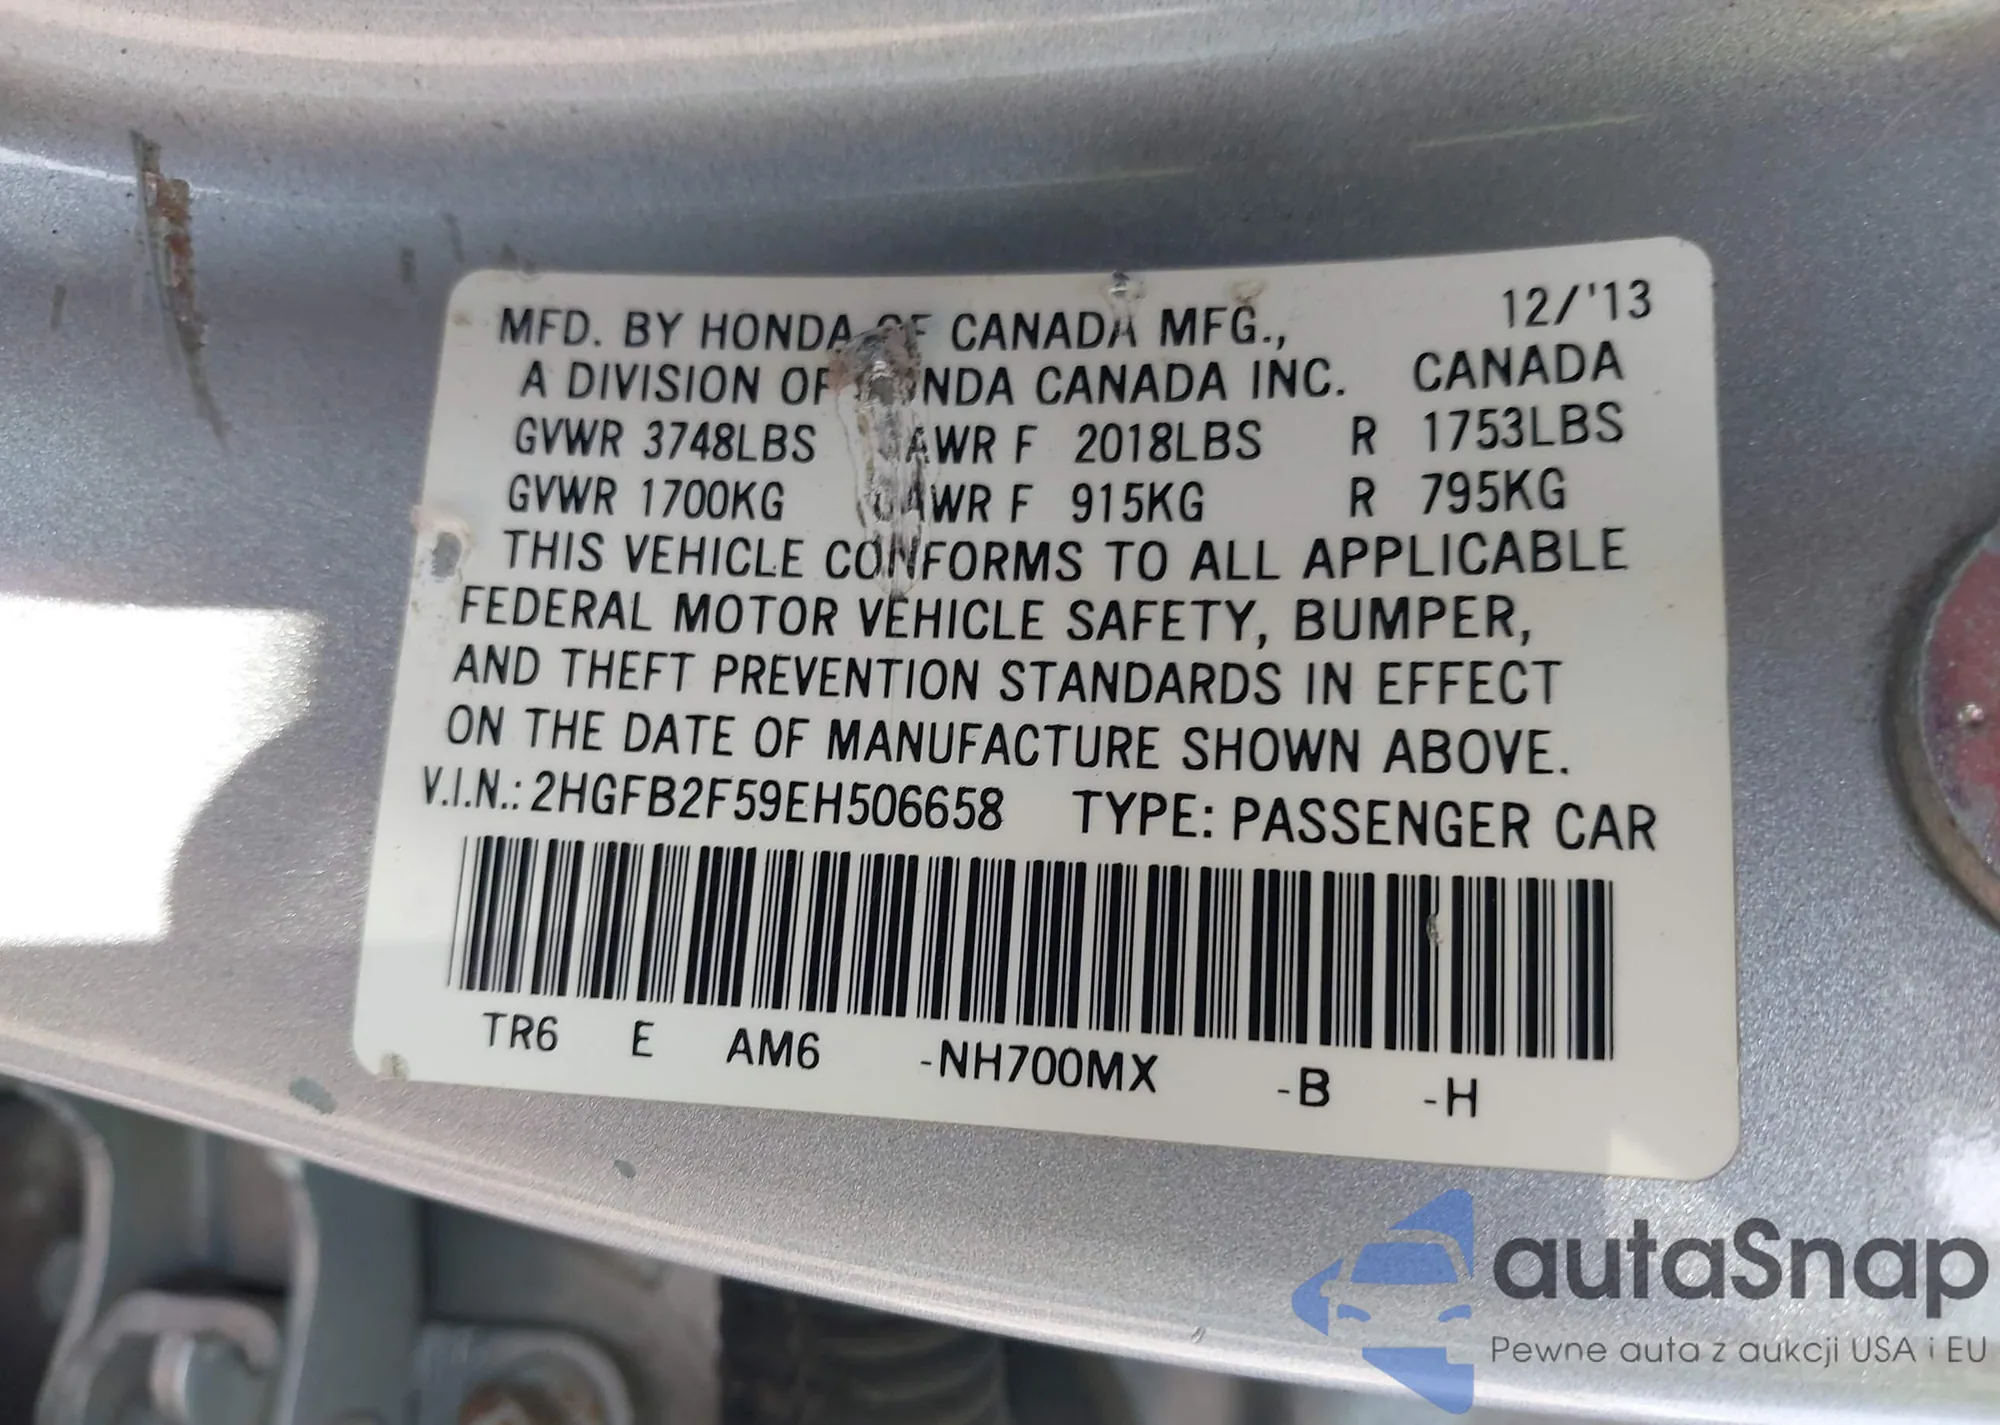 12/'13
MFD. BY HONDA OF CANADA MFG.,
A DIVISION OF HONDA CANADA INC. CANADA
GVWR 3748LBS GAWR F 2018LBS R 1753LBS
GVWR 1700KG GAWR F 915KG R 795KG
THIS VEHICLE CONFORMS TO ALL APPLICABLE
FEDERAL MOTOR VEHICLE SAFETY, BUMPER,
AND THEFT PREVENTION STANDARDS IN EFFECT
ON THE DATE OF MANUFACTURE SHOWN ABOVE.
V.I.N.: 2HGFB2F59EH506658 TYPE: PASSENGER CAR
TR6 E AM6 -NH700MX -B -H
autaSnap
Pewne auta z aukcji USA i EU